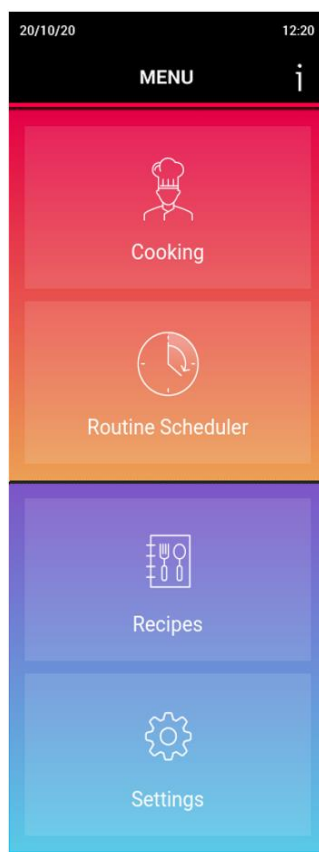 20/10/20 12:20
MENU i
Cooking
Routine Scheduler
Recipes
Settings